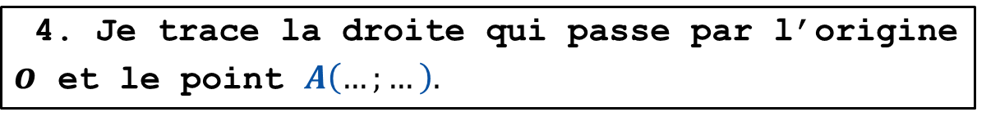 4. Je trace la droite qui passe par l'origine
O et le point A(…; …).